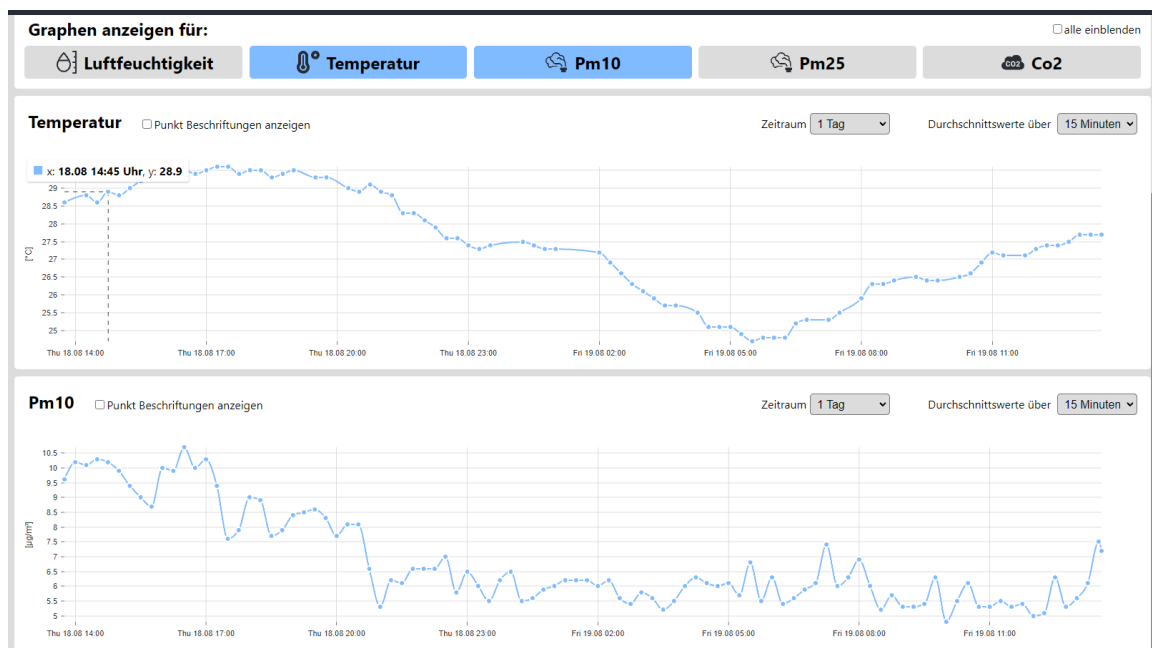 Graphen anzeigen für:
alle einblenden
Luftfeuchtigkeit
Temperatur
Pm10
Pm25
CO2 Co2
Temperatur
Punkt Beschriftungen anzeigen
Zeitraum 1 Tag
Durchschnittswerte über 15 Minuten
x: 18.08 14:45 Uhr, y: 28.9
29
28.5
28
27.5
27
26.5
26
25.5
25
[°C]
Thu 18.08 14:00
Thu 18.08 17:00
Thu 18.08 20:00
Thu 18.08 23:00
Fri 19.08 02:00
Fri 19.08 05:00
Fri 19.08 08:00
Fri 19.08 11:00
Pm10
Punkt Beschriftungen anzeigen
Zeitraum 1 Tag
Durchschnittswerte über 15 Minuten
10.5
10
9.5
9
8.5
8
7.5
7
6.5
6
5.5
5
[µg/m³]
Thu 18.08 14:00
Thu 18.08 17:00
Thu 18.08 20:00
Thu 18.08 23:00
Fri 19.08 02:00
Fri 19.08 05:00
Fri 19.08 08:00
Fri 19.08 11:00